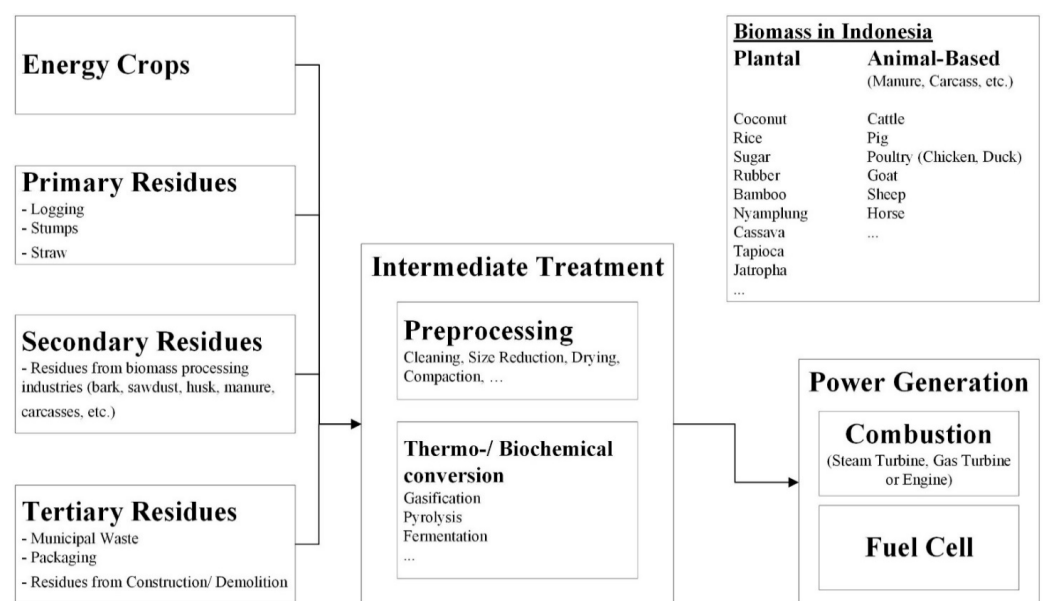 Energy Crops
Primary Residues
- Logging
- Stumps
- Straw
Secondary Residues
- Residues from biomass processing
industries (bark, sawdust, husk, manure,
carcasses, etc.)
Tertiary Residues
- Municipal Waste
- Packaging
- Residues from Construction/ Demolition
Intermediate Treatment
Preprocessing
Cleaning, Size Reduction, Drying,
Compaction, …
Thermo-/ Biochemical
conversion
Gasification
Pyrolysis
Fermentation
...
Biomass in Indonesia
Plantal
Coconut
Rice
Sugar
Rubber
Bamboo
Nyamplung
Cassava
Tapioca
Jatropha
...
Animal-Based
(Manure, Carcass, etc.)
Cattle
Pig
Poultry (Chicken, Duck)
Goat
Sheep
Horse
...
Power Generation
Combustion
(Steam Turbine, Gas Turbine
or Engine)
Fuel Cell